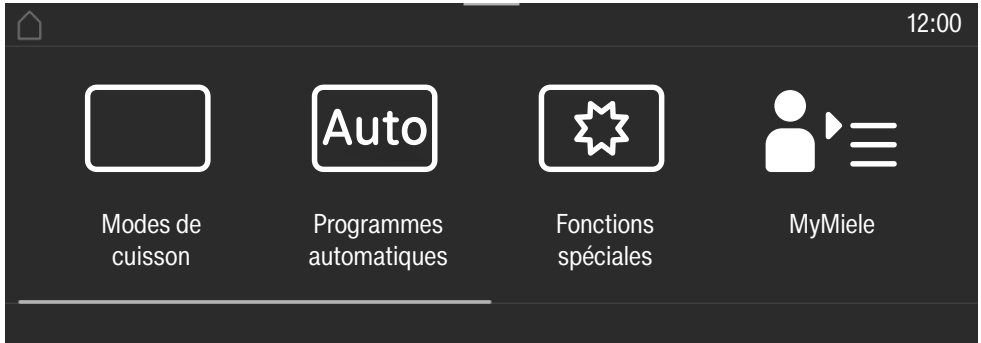 12:00
Auto
Modes de
cuisson
Programmes
automatiques
Fonctions
spéciales
MyMiele